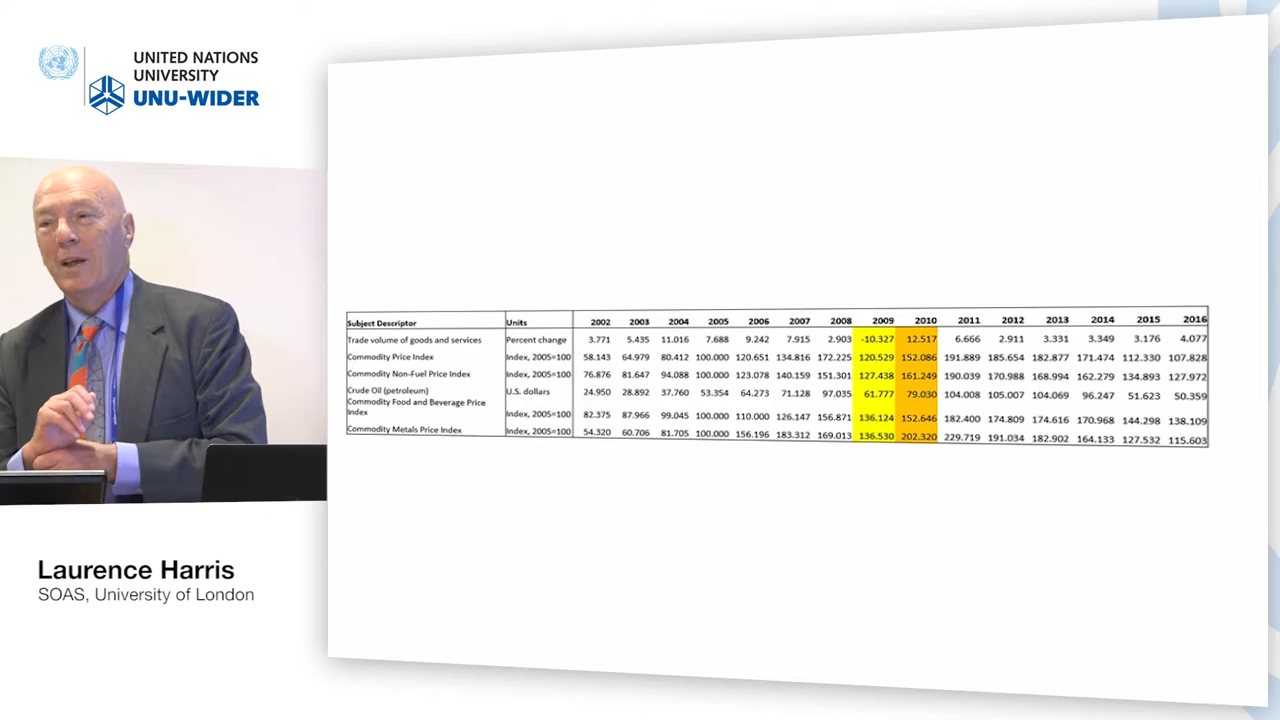 UNITED NATIONS
UNIVERSITY
UNU-WIDER
Laurence Harris
SOAS, University of London
Subject Descriptor Units 2002 2003 2004 2005 2006 2007 2008 2009 2010 2011 2012 2013 2014 2015 2016
Trade volume of goods and services Percent change 3.771 5.435 11.016 7.688 9.242 7.915 2.903 -10.327 12.517 6.666 2.911 3.331 3.349 3.176 4.077
Commodity Price Index Index, 2005=100 58.143 64.979 80.412 100.000 120.651 134.816 172.225 120.529 152.086 191.889 185.654 182.877 171.474 112.330 107.828
Commodity Non-Fuel Price Index Index, 2005=100 76.876 81.647 94.088 100.000 123.078 140.159 151.301 127.438 161.249 190.039 170.988 168.994 162.279 134.893 127.972
Crude Oil (petroleum) U.S. dollars 24.950 28.892 37.760 53.354 64.273 71.128 97.035 61.777 79.030 104.008 105.007 104.069 96.247 51.623 50.359
Commodity Food and Beverage Price
Index Index, 2005=100 82.375 87.966 99.045 100.000 110.000 126.147 156.871 136.124 152.646 182.400 174.809 174.616 170.968 144.298 138.109
Commodity Metals Price Index Index, 2005=100 54.320 60.706 81.705 100.000 156.196 183.312 169.013 136.530 202.320 229.719 191.034 182.902 164.133 127.532 115.603